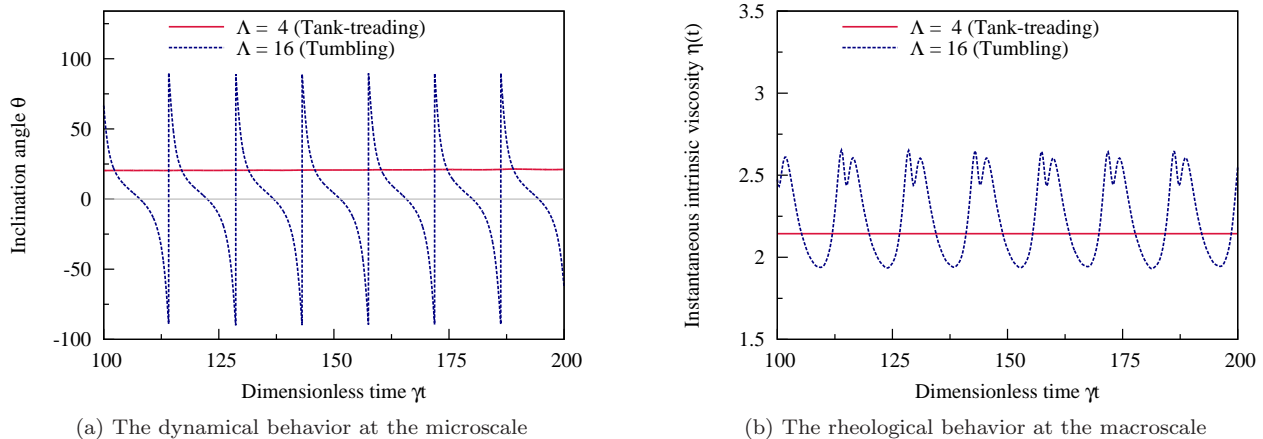 Λ = 4 (Tank-treading)
Λ = 16 (Tumbling)
100
50
0
-50
-100
100
125
150
175
200
Inclination angle θ
Dimensionless time γt
(a) The dynamical behavior at the microscale
Λ = 4 (Tank-treading)
Λ = 16 (Tumbling)
3.5
3
2.5
2
1.5
100
125
150
175
200
Instantaneous intrinsic viscosity η(t)
Dimensionless time γt
(b) The rheological behavior at the macroscale